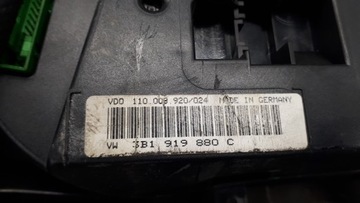 VDO 110.008.920/024 MADE IN GERMANY
VW 3B1 919 880 C